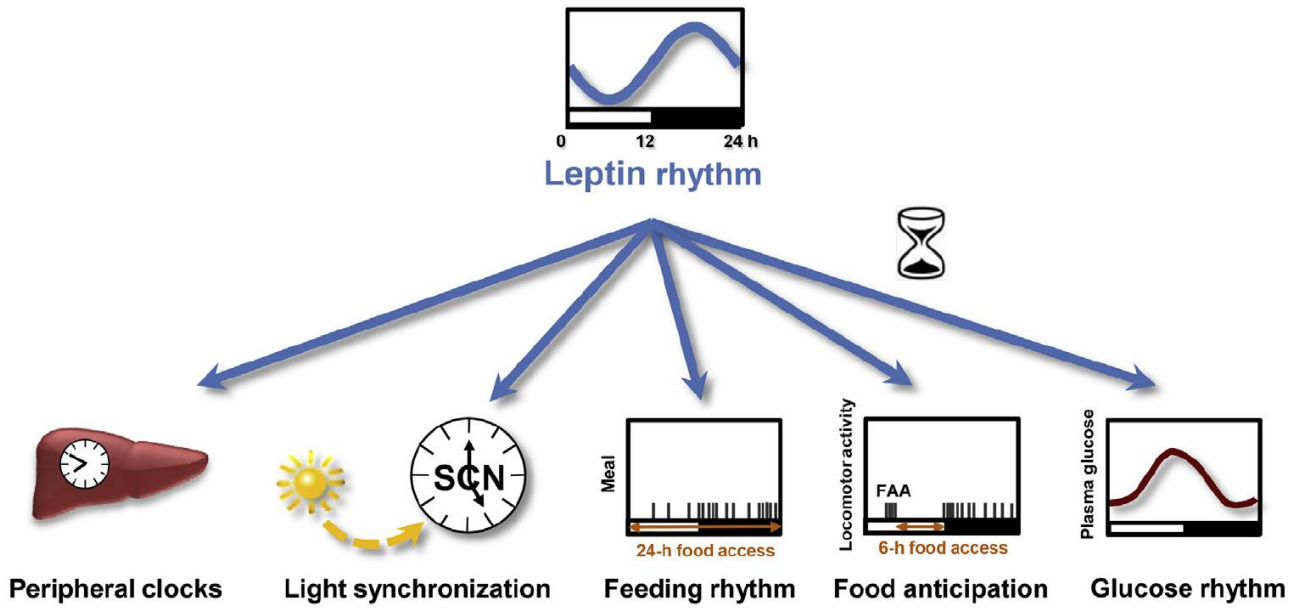 0 12 24 h
Leptin rhythm
SCN
Meal
24-h food access
Locomotor activity
FAA
6-h food access
Plasma glucose
Peripheral clocks
Light synchronization
Feeding rhythm
Food anticipation
Glucose rhythm